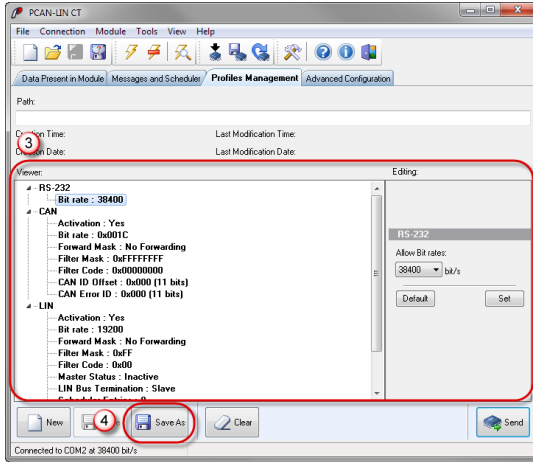 PCAN-LIN CT
File Connection Module Tools View Help
Data Present in Module Messages and Scheduler Profiles Management Advanced Configuration
Path:
Time: Last Modification Time:
3
Date: Last Modification Date:
Viewer: Editing:
RS-232
Bit rate : 38400
CAN
Activation : Yes
Bit rate : 0x001C
Forward Mask : No Forwarding
Filter Mask : 0xFFFFFFFF
Filter Code : 0x00000000
CAN ID Offset : 0x000 (11 bits)
CAN Error ID : 0x000 (11 bits)
LIN
Activation : Yes
Bit rate : 19200
Forward Mask : No Forwarding
Filter Mask : 0xFF
Filter Code : 0x00
Master Status : Inactive
LIN Bus Termination : Slave
RS-232
Allow Bit rates:
38400 bit/s
Default Set
New 4 Save As Clear Send
Connected to COM2 at 38400 bit/s